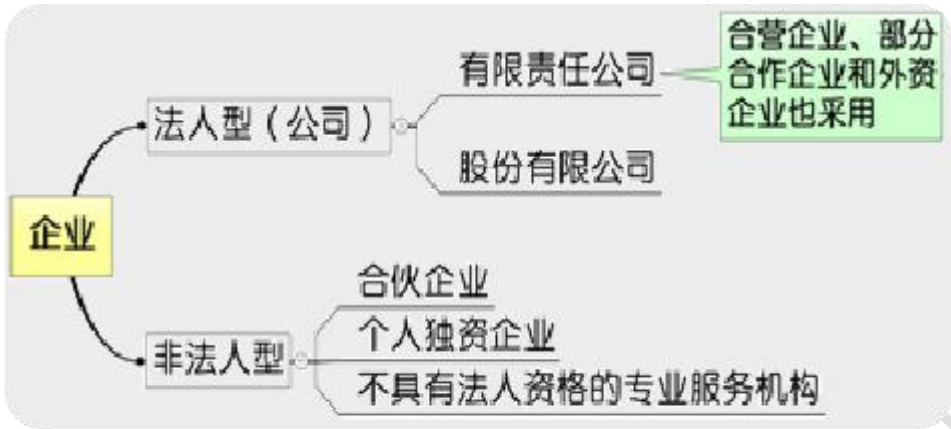 企业
法人型（公司）
有限责任公司
合营企业、部分
合作企业和外资
企业也采用
股份有限公司
非法人型
合伙企业
个人独资企业
不具有法人资格的专业服务机构